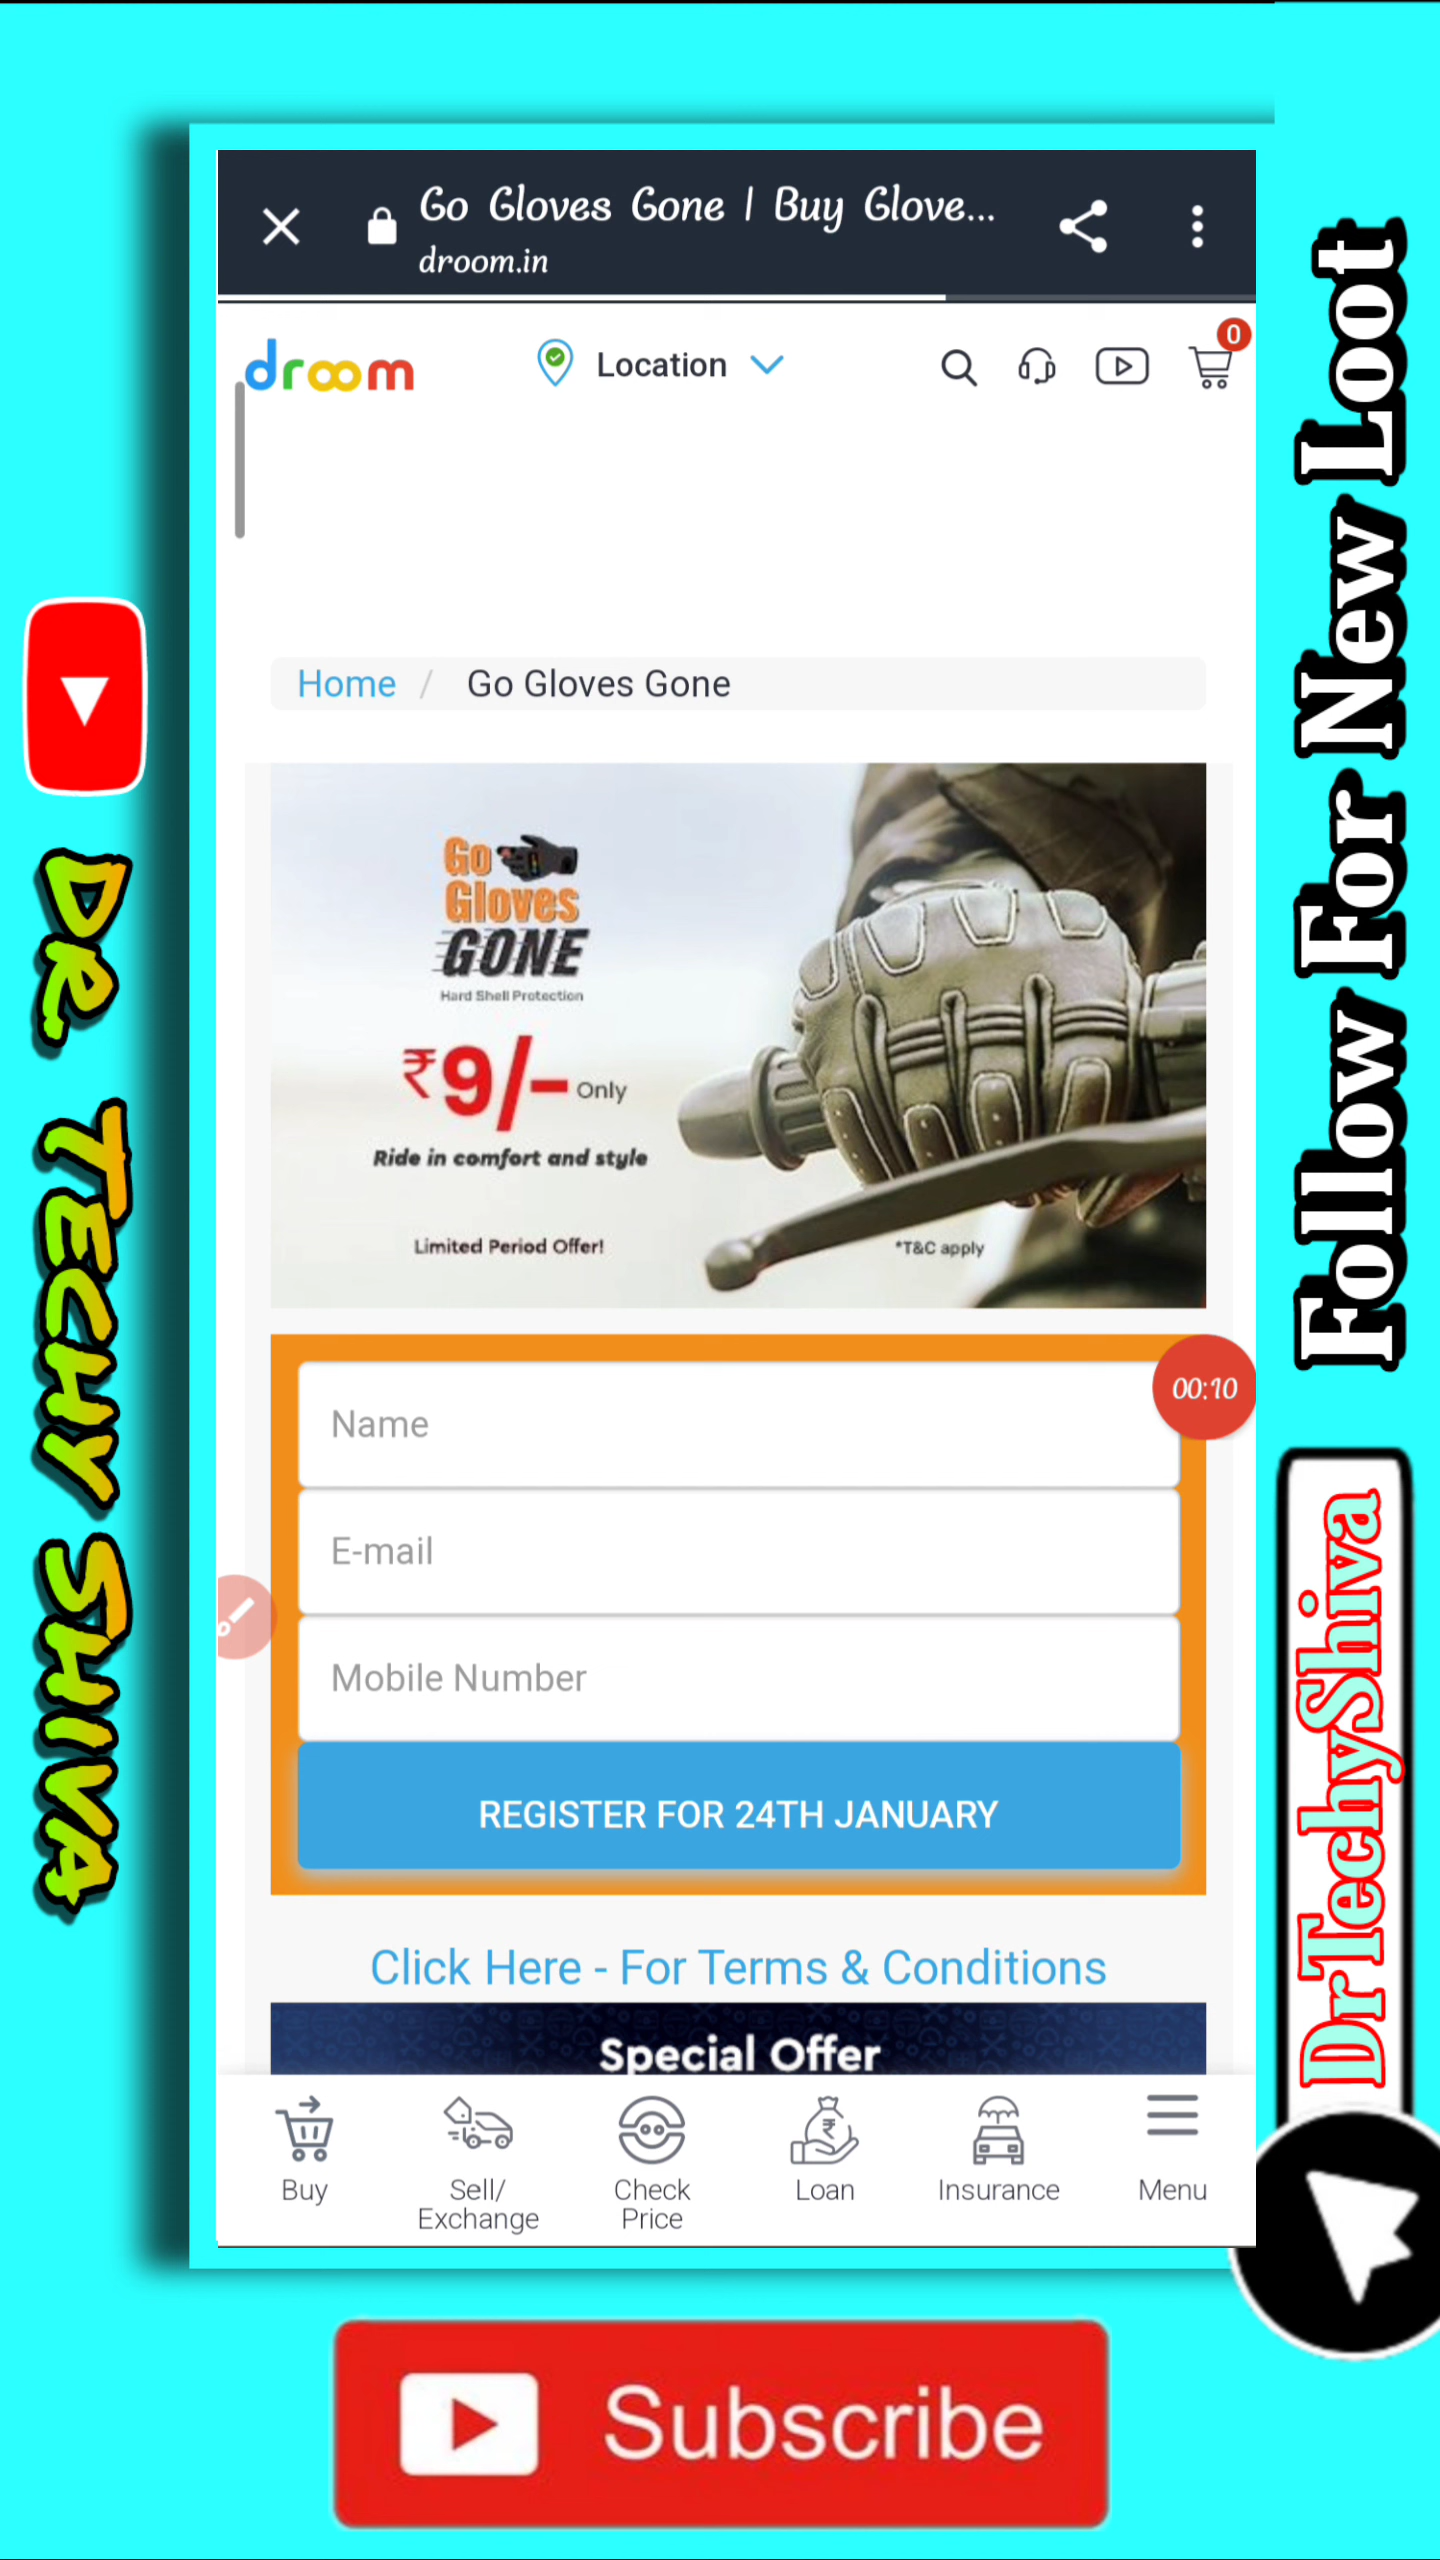 Go Gloves Gone | Buy Glove...
droom.in
droom
Location
0
Home / Go Gloves Gone
Go
Gloves
GONE
Hard Shell Protection
₹9/- Only
Ride in comfort and style
Limited Period Offer!
*T&C apply
Name
00:10
E-mail
Mobile Number
REGISTER FOR 24TH JANUARY
Click Here - For Terms & Conditions
Special Offer
Buy
Sell/
Exchange
Check
Price
Loan
Insurance
Menu
DR. TECHY SHIVA
Follow For New Loot
DrTechyShiva
Subscribe